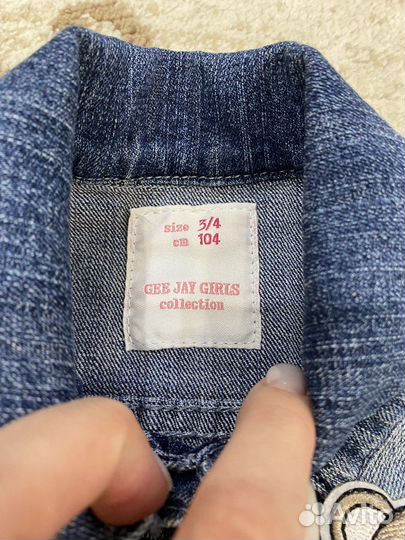 size 3/4
cm 104
GEE JAY GIRLS
collection
Avito